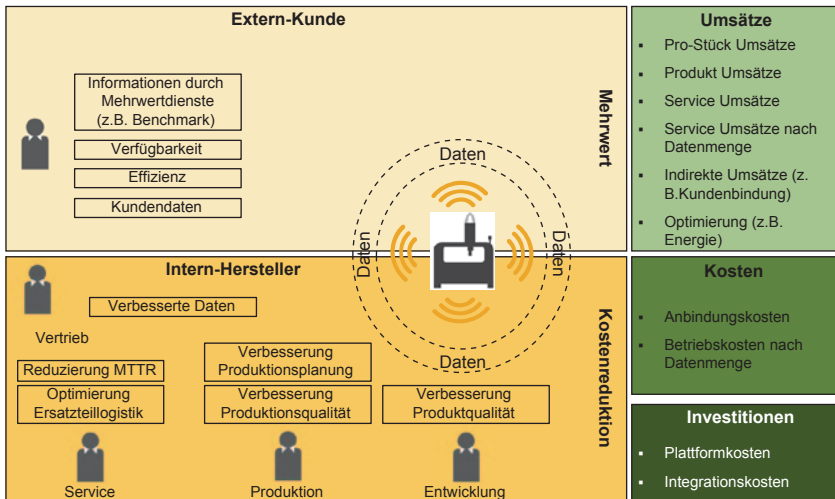 Extern-Kunde
Informationen durch
Mehrwertdienste
(z.B. Benchmark)
Verfügbarkeit
Effizienz
Kundendaten
Mehrwert
Daten
Daten
Daten
Daten
Intern-Hersteller
Verbesserte Daten
Vertrieb
Reduzierung MTTR
Optimierung
Ersatzteillogistik
Verbesserung
Produktionsplanung
Verbesserung
Produktionsqualität
Verbesserung
Produktqualität
Service
Produktion
Entwicklung
Kostenreduktion
Umsätze
▪ Pro-Stück Umsätze
▪ Produkt Umsätze
▪ Service Umsätze
▪ Service Umsätze nach
Datenmenge
▪ Indirekte Umsätze (z.
B.Kundenbindung)
▪ Optimierung (z.B.
Energie)
Kosten
▪ Anbindungskosten
▪ Betriebskosten nach
Datenmenge
Investitionen
▪ Plattformkosten
▪ Integrationskosten